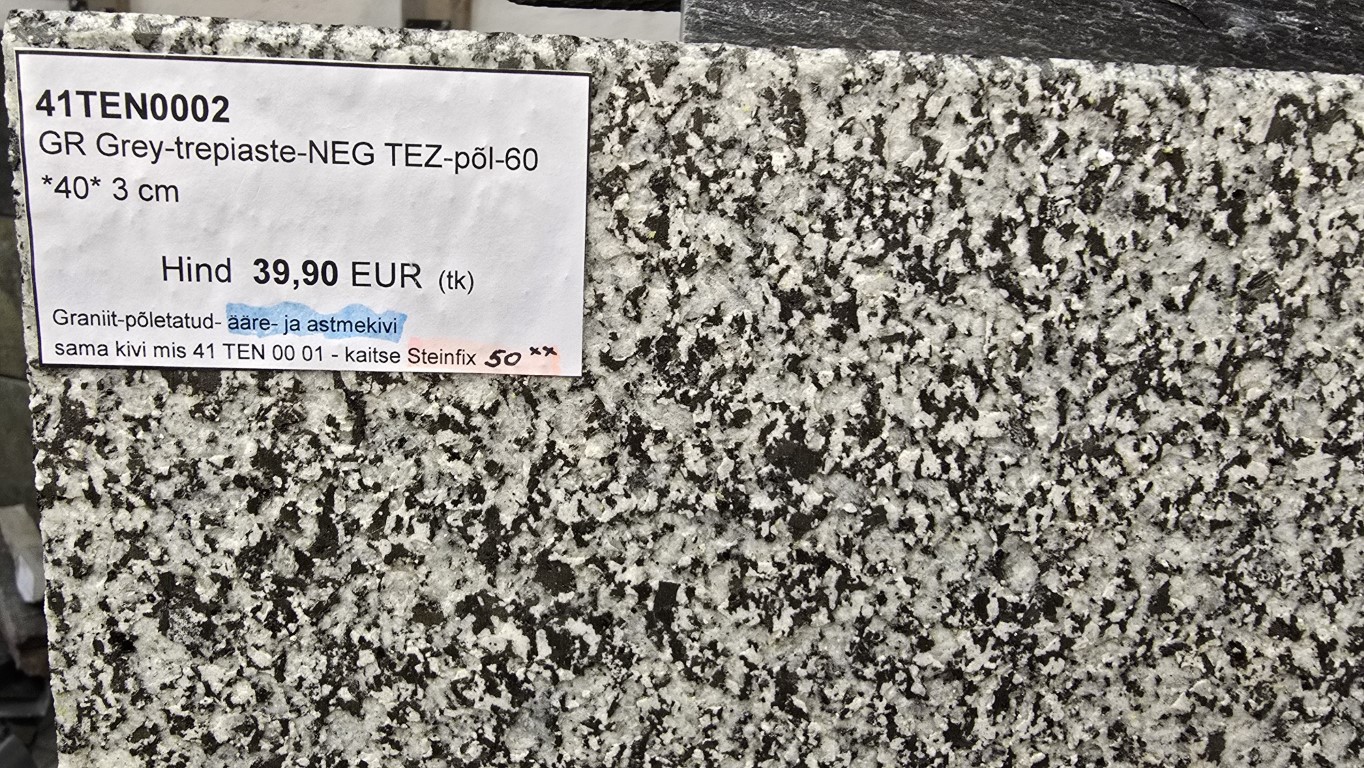 41TEN0002
GR Grey-trepiaste-NEG TEZ-põl-60
*40* 3 cm
Hind 39,90 EUR (tk)
Graniit-põletatud- ääre- ja astmekivi
sama kivi mis 41 TEN 00 01 - kaitse Steinfix 50 **